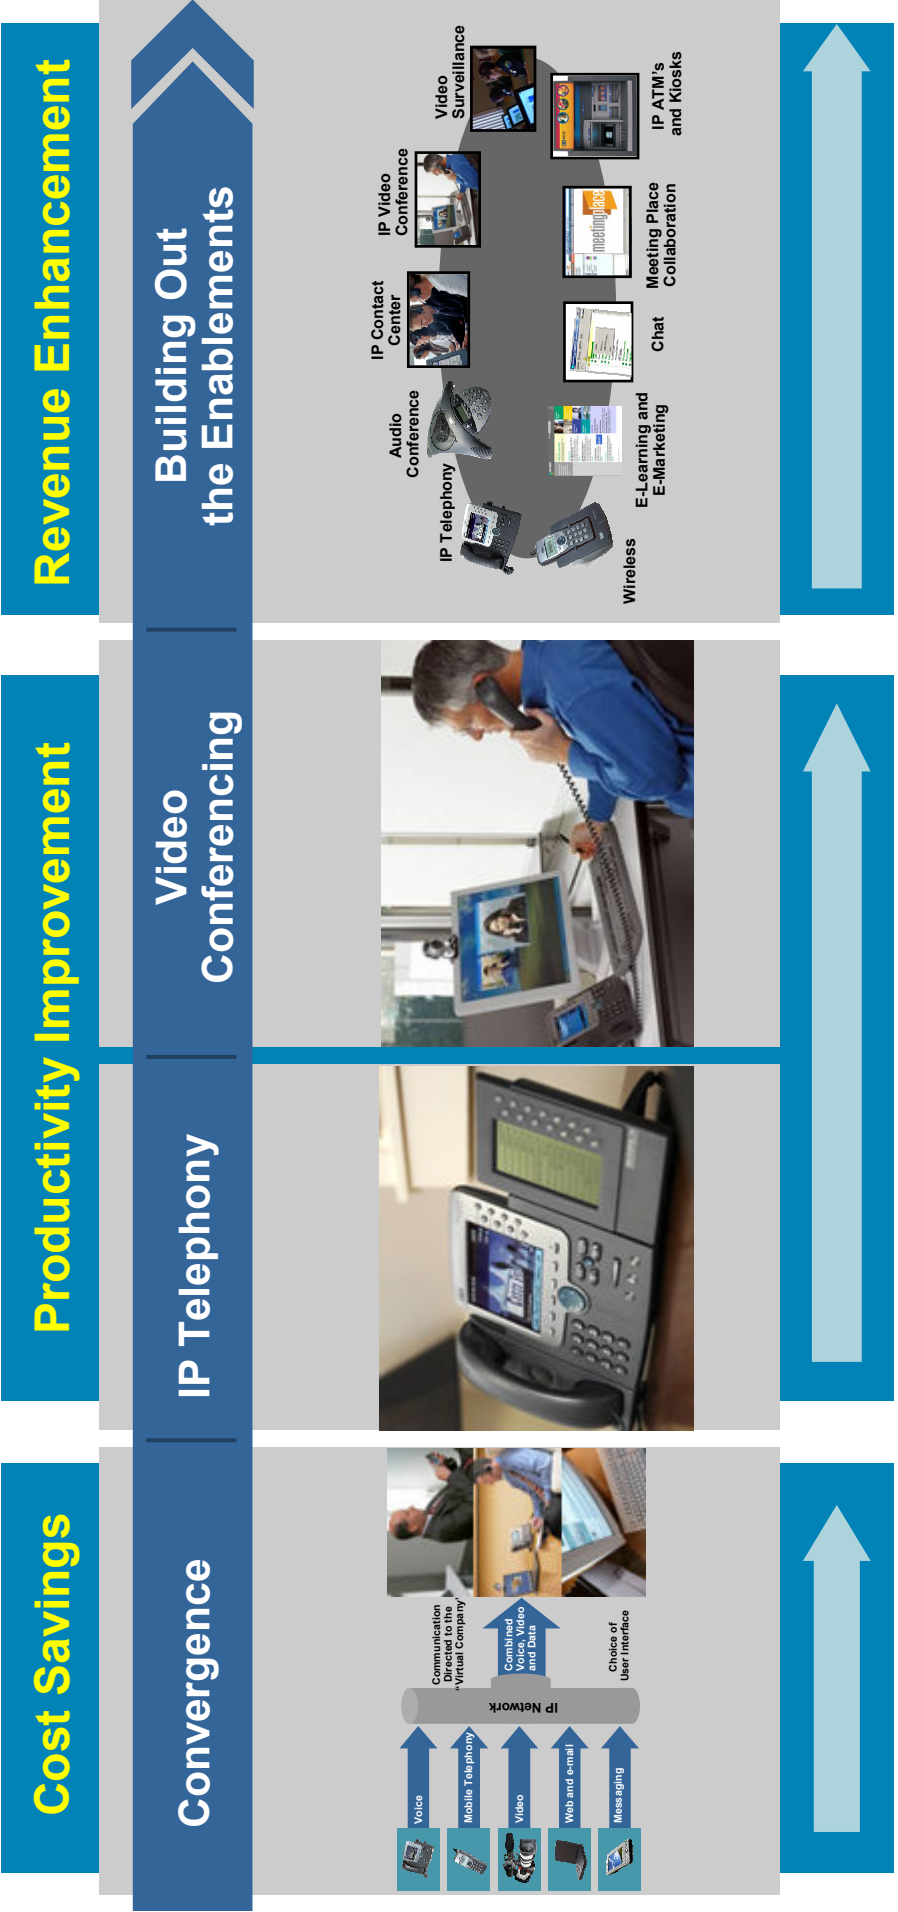 Cost Savings
Productivity Improvement
Revenue Enhancement
Convergence
IP Telephony
Video
Conferencing
Building Out
the Enablements
Voice
Mobile Telephony
Video
Web and e-mail
Messaging
IP Network
Communication
Directed to the
“Virtual Company”
Combined
Voice, Video
and Data
Choice of
User Interface
IP Telephony
Audio
Conference
IP Contact
Center
IP Video
Conference
Video
Surveillance
Wireless
E-Learning and
E-Marketing
Chat
Meeting Place
Collaboration
IP ATM's
and Kiosks
meetingplace